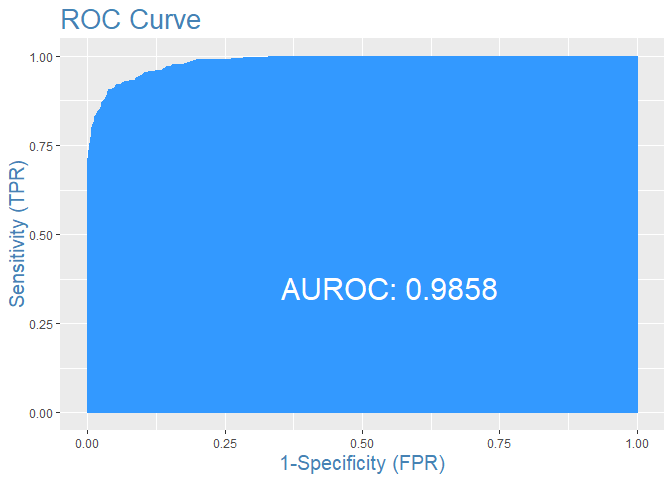 ROC Curve
1.00
0.75
0.50
0.25
0.00
Sensitivity (TPR)
AUROC: 0.9858
0.00 0.25 0.50 0.75 1.00
1-Specificity (FPR)